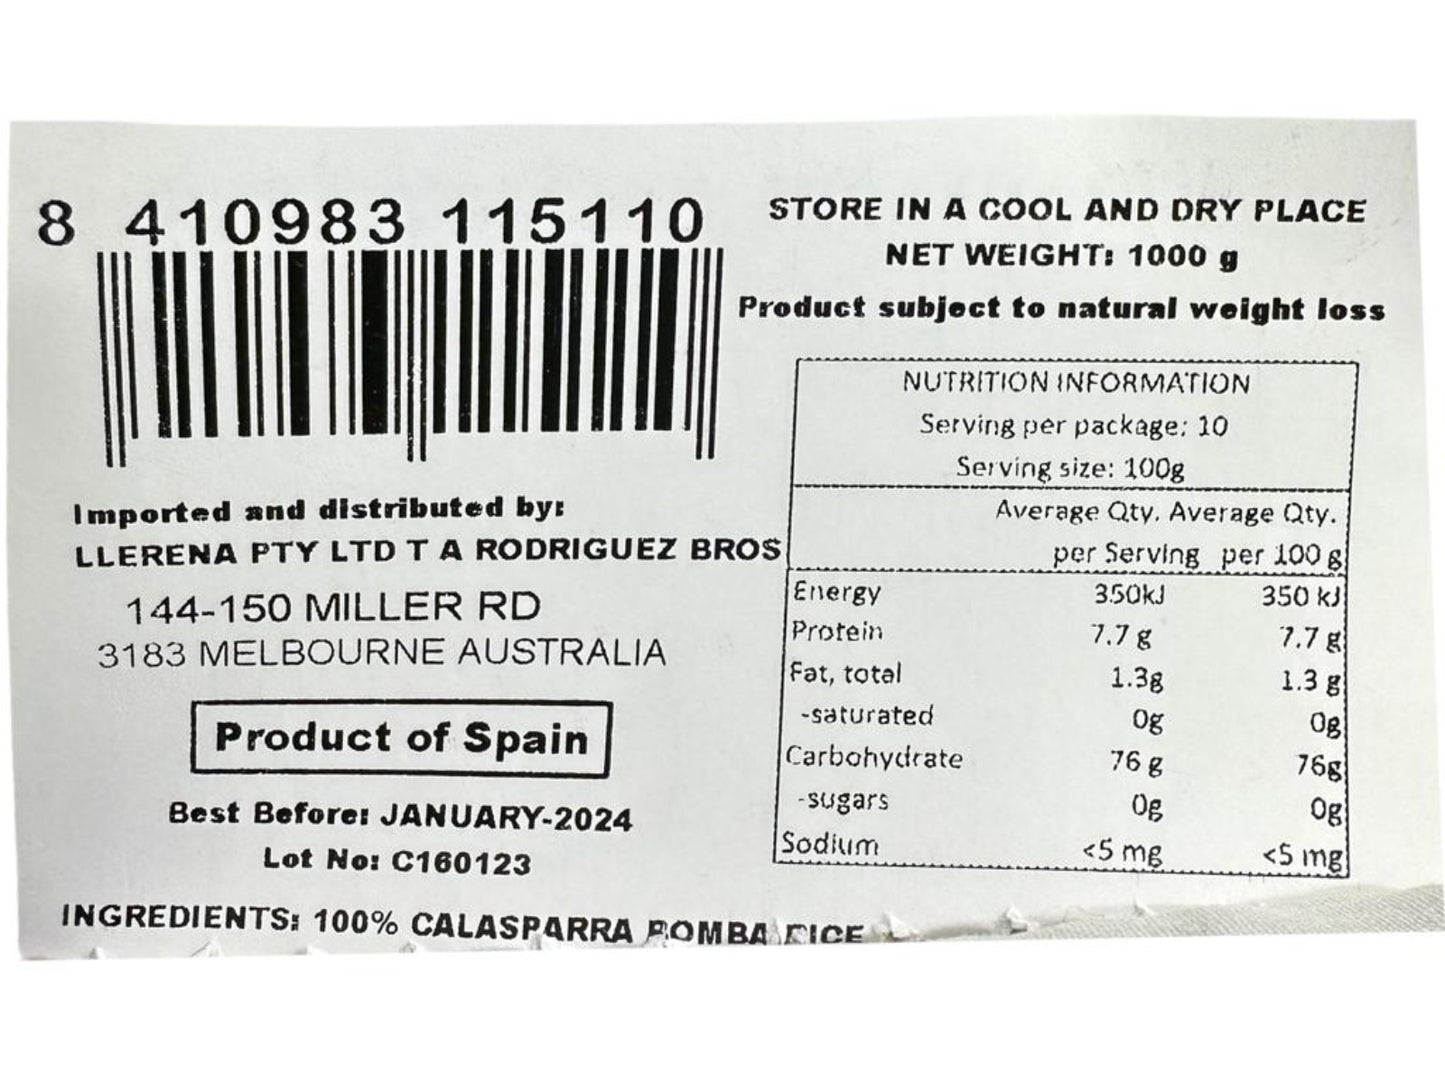 8 410983 115110
STORE IN A COOL AND DRY PLACE
NET WEIGHT: 1000 g
Product subject to natural weight loss
Imported and distributed by:
LLERENA PTY LTD T A RODRIGUEZ BROS
144-150 MILLER RD
3183 MELBOURNE AUSTRALIA
Product of Spain
Best Before: JANUARY-2024
Lot No: C160123
INGREDIENTS: 100% CALASPARRA BOMBA RICE
NUTRITION INFORMATION
Serving per package: 10
Serving size: 100g
Average Qty. Average Qty.
per Serving per 100 g
Energy 350kJ 350 kJ
Protein 7.7 g 7.7 g
Fat, total 1.3g 1.3 g
-saturated 0g 0g
Carbohydrate 76 g 76g
-sugars 0g 0g
Sodium <5 mg <5 mg